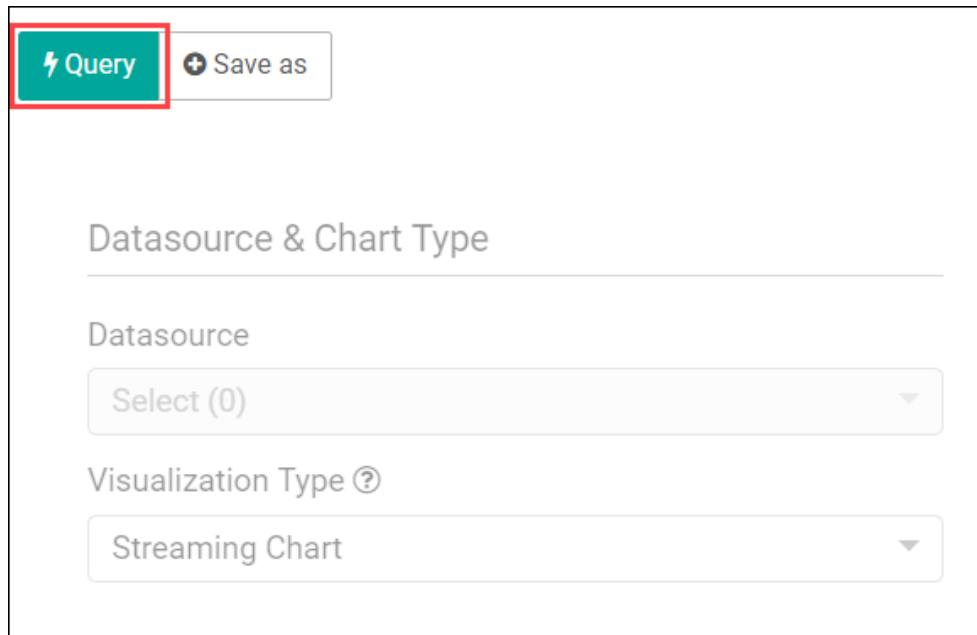 Query
Save as
Datasource & Chart Type
Datasource
Select (0)
Visualization Type
Streaming Chart